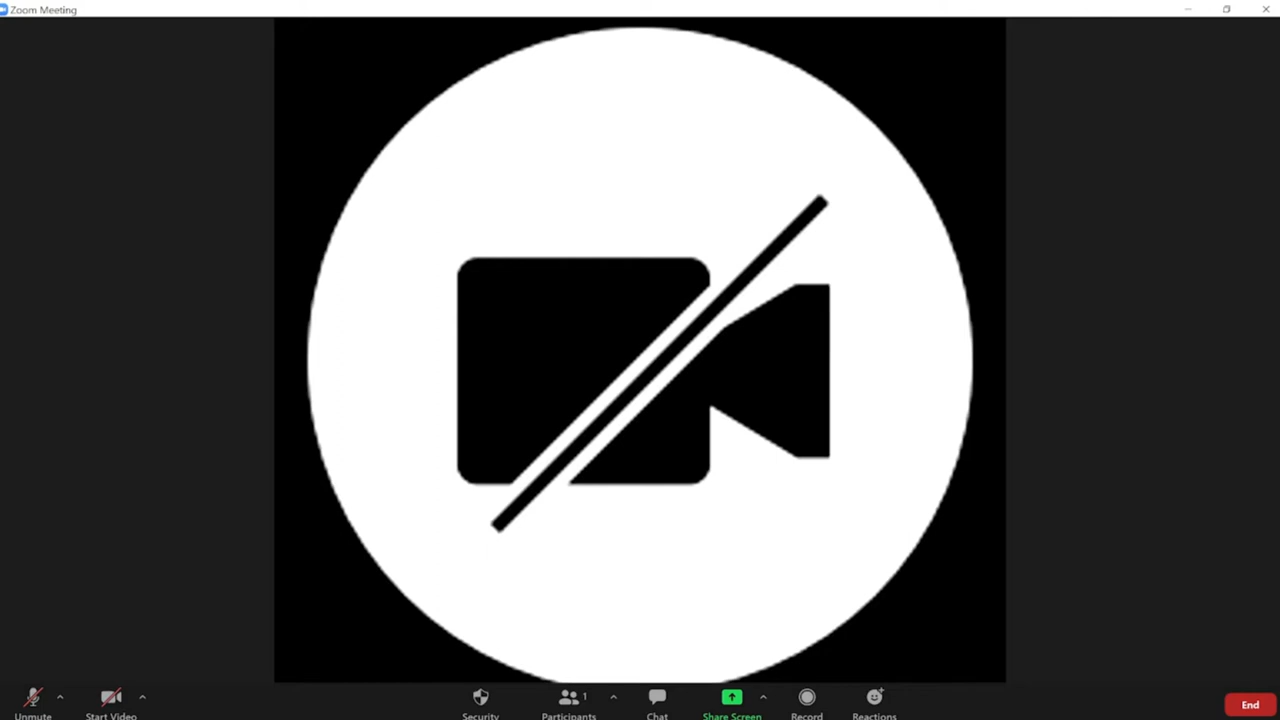 Zoom Meeting
Unmute
Start Video
Security
Participants
1
Chat
Share Screen
Record
Reactions
End